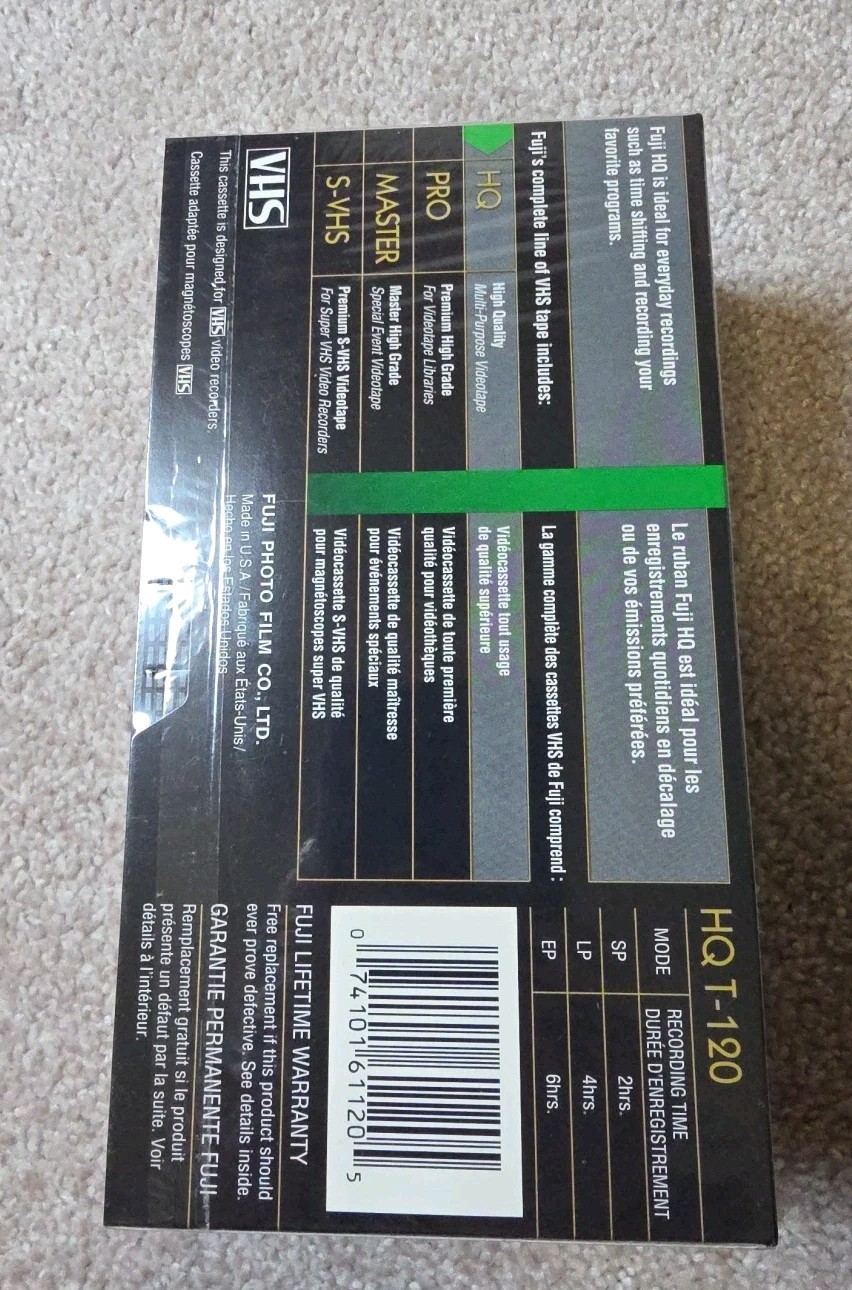 Fuji HQ is ideal for everyday recordings
such as time shifting and recording your
favorite programs.
Le ruban Fuji HQ est idéal pour les
enregistrements quotidiens en décalage
ou de vos émissions préférées.
Fuji's complete line of VHS tape includes:
La gamme complète des cassettes VHS de Fuji comprend :
HQ
High Quality
Multi-Purpose Videotape
Vidéocassette tout usage
de qualité supérieure
PRO
Premium High Grade
For Videotape Libraries
Vidéocassette de toute première
qualité pour vidéothèques
MASTER
Master High Grade
Special Event Videotape
Vidéocassette de qualité maîtresse
pour événements spéciaux
S-VHS
Premium S-VHS Videotape
For Super VHS Video Recorders
Vidéocassette S-VHS de qualité
pour magnétoscopes super VHS
VHS
This cassette is designed for VHS video recorders.
Cassette adaptée pour magnétoscopes VHS
FUJI PHOTO FILM CO., LTD.
Made in U.S.A./Fabriqué aux États-Unis/
Hecho en los Estados Unidos
HQ T-120
MODE RECORDING TIME
DURÉE D'ENREGISTREMENT
SP 2hrs.
LP 4hrs.
EP 6hrs.
0 74101 61120 5
FUJI LIFETIME WARRANTY
Free replacement if this product should
ever prove defective. See details inside.
GARANTIE PERMANENTE FUJI
Remplacement gratuit si le produit
présente un défaut par la suite. Voir
détails à l'intérieur.